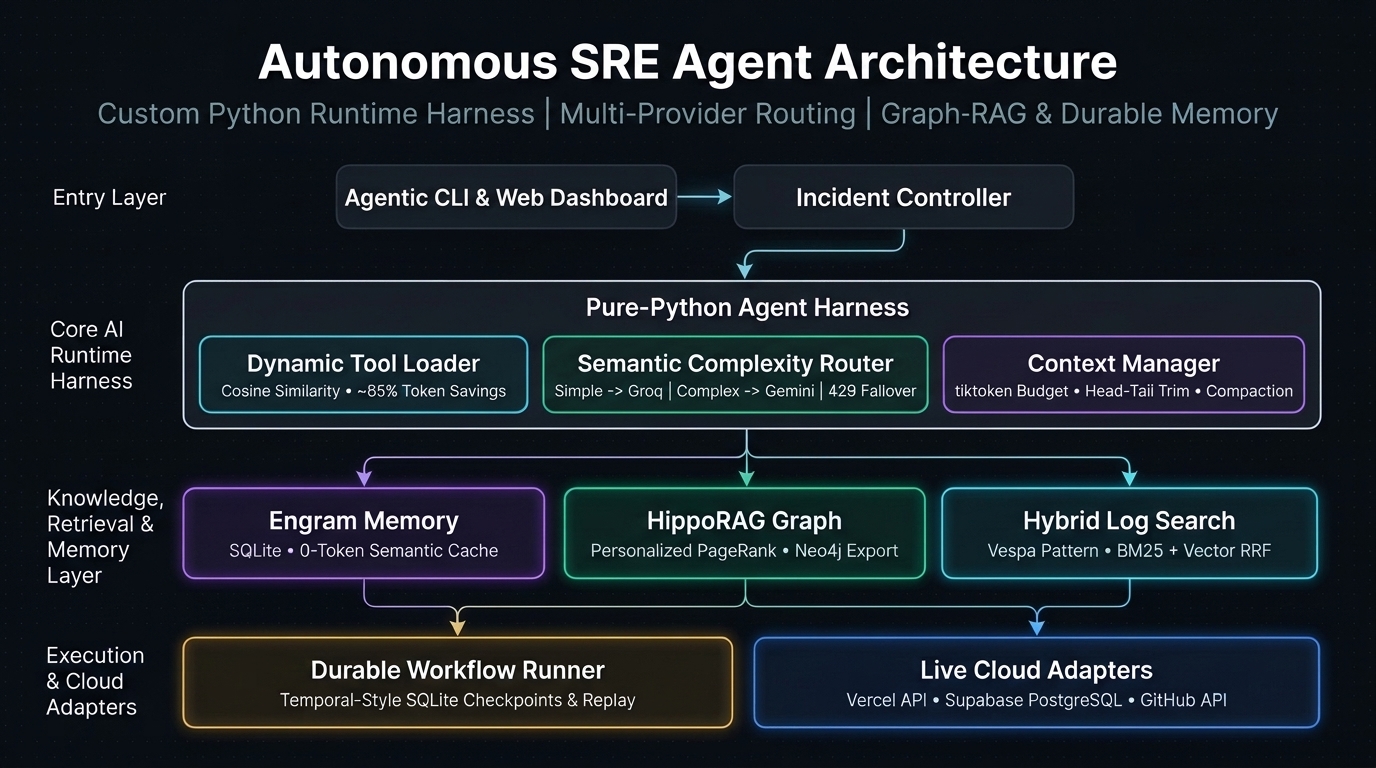 Autonomous SRE Agent Architecture
Custom Python Runtime Harness | Multi-Provider Routing | Graph-RAG & Durable Memory
Entry Layer
Agentic CLI & Web Dashboard
Incident Controller
Core AI
Runtime
Harness
Pure-Python Agent Harness
Dynamic Tool Loader
Cosine Similarity • ~85% Token Savings
Semantic Complexity Router
Simple -> Groq | Complex -> Gemini | 429 Fallover
Context Manager
tiktoken Budget • Head-Taii Trim • Compaction
Knowledge,
Retrieval &
Memory
Layer
Engram Memory
SQLite • 0-Token Semantic Cache
HippoRAG Graph
Personalized PageRank • Neo4j Export
Hybrid Log Search
Vespa Pattern • BM25 + Vector RRF
Execution
& Cloud
Adapters
Durable Workflow Runner
Temporal-Style SQLite Checkpoints & Replay
Live Cloud Adapters
Vercel API • Supabase PostgreSQL • GitHub API